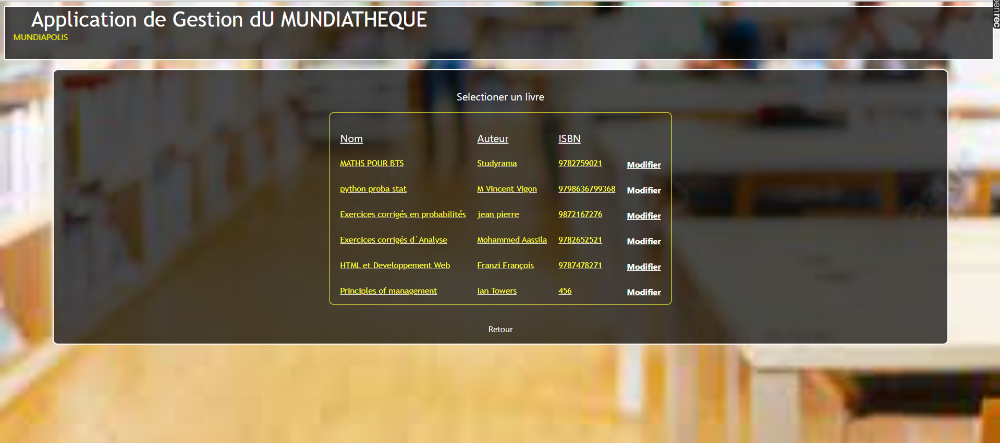 Application de Gestion dU MUNDIATHEQUE
MUNDIAPOLIS
Selectioner un livre
Nom Auteur ISBN
MATHS POUR BTS Studyrama 9782759021 Modifier
python proba stat M Vincent Vigon 9798636799368 Modifier
Exercices corrigés en probabilités jean pierre 9872167276 Modifier
Exercices corrigés d`Analyse Mohammed Aassila 9782652521 Modifier
HTML et Developpement Web Franzi François 9787478271 Modifier
Principles of management Ian Towers 456 Modifier
Retour